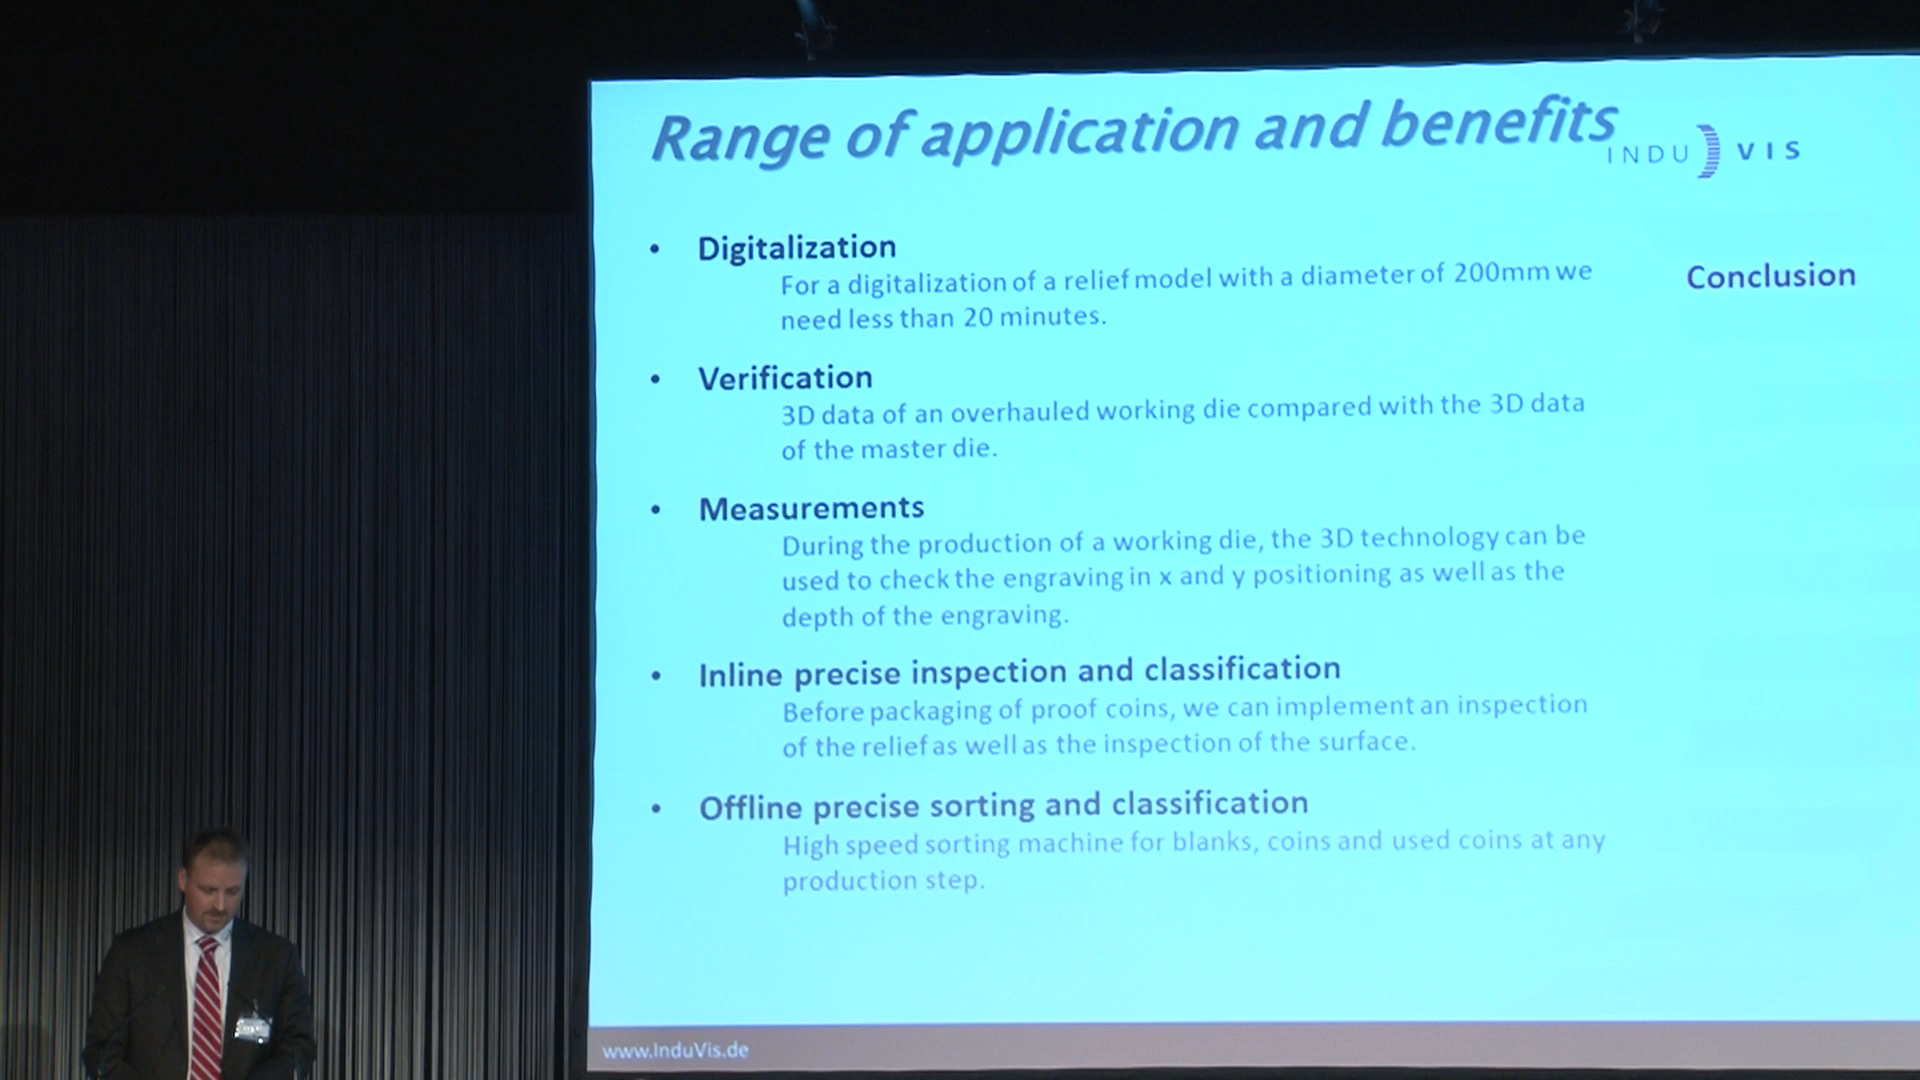 Range of application and benefits
INDU VIS
• Digitalization
For a digitalization of a relief model with a diameter of 200mm we
need less than 20 minutes.
Conclusion
• Verification
3D data of an overhauled working die compared with the 3D data
of the master die.
• Measurements
During the production of a working die, the 3D technology can be
used to check the engraving in x and y positioning as well as the
depth of the engraving.
• Inline precise inspection and classification
Before packaging of proof coins, we can implement an inspection
of the relief as well as the inspection of the surface.
• Offline precise sorting and classification
High speed sorting machine for blanks, coins and used coins at any
production step.
www.InduVis.de